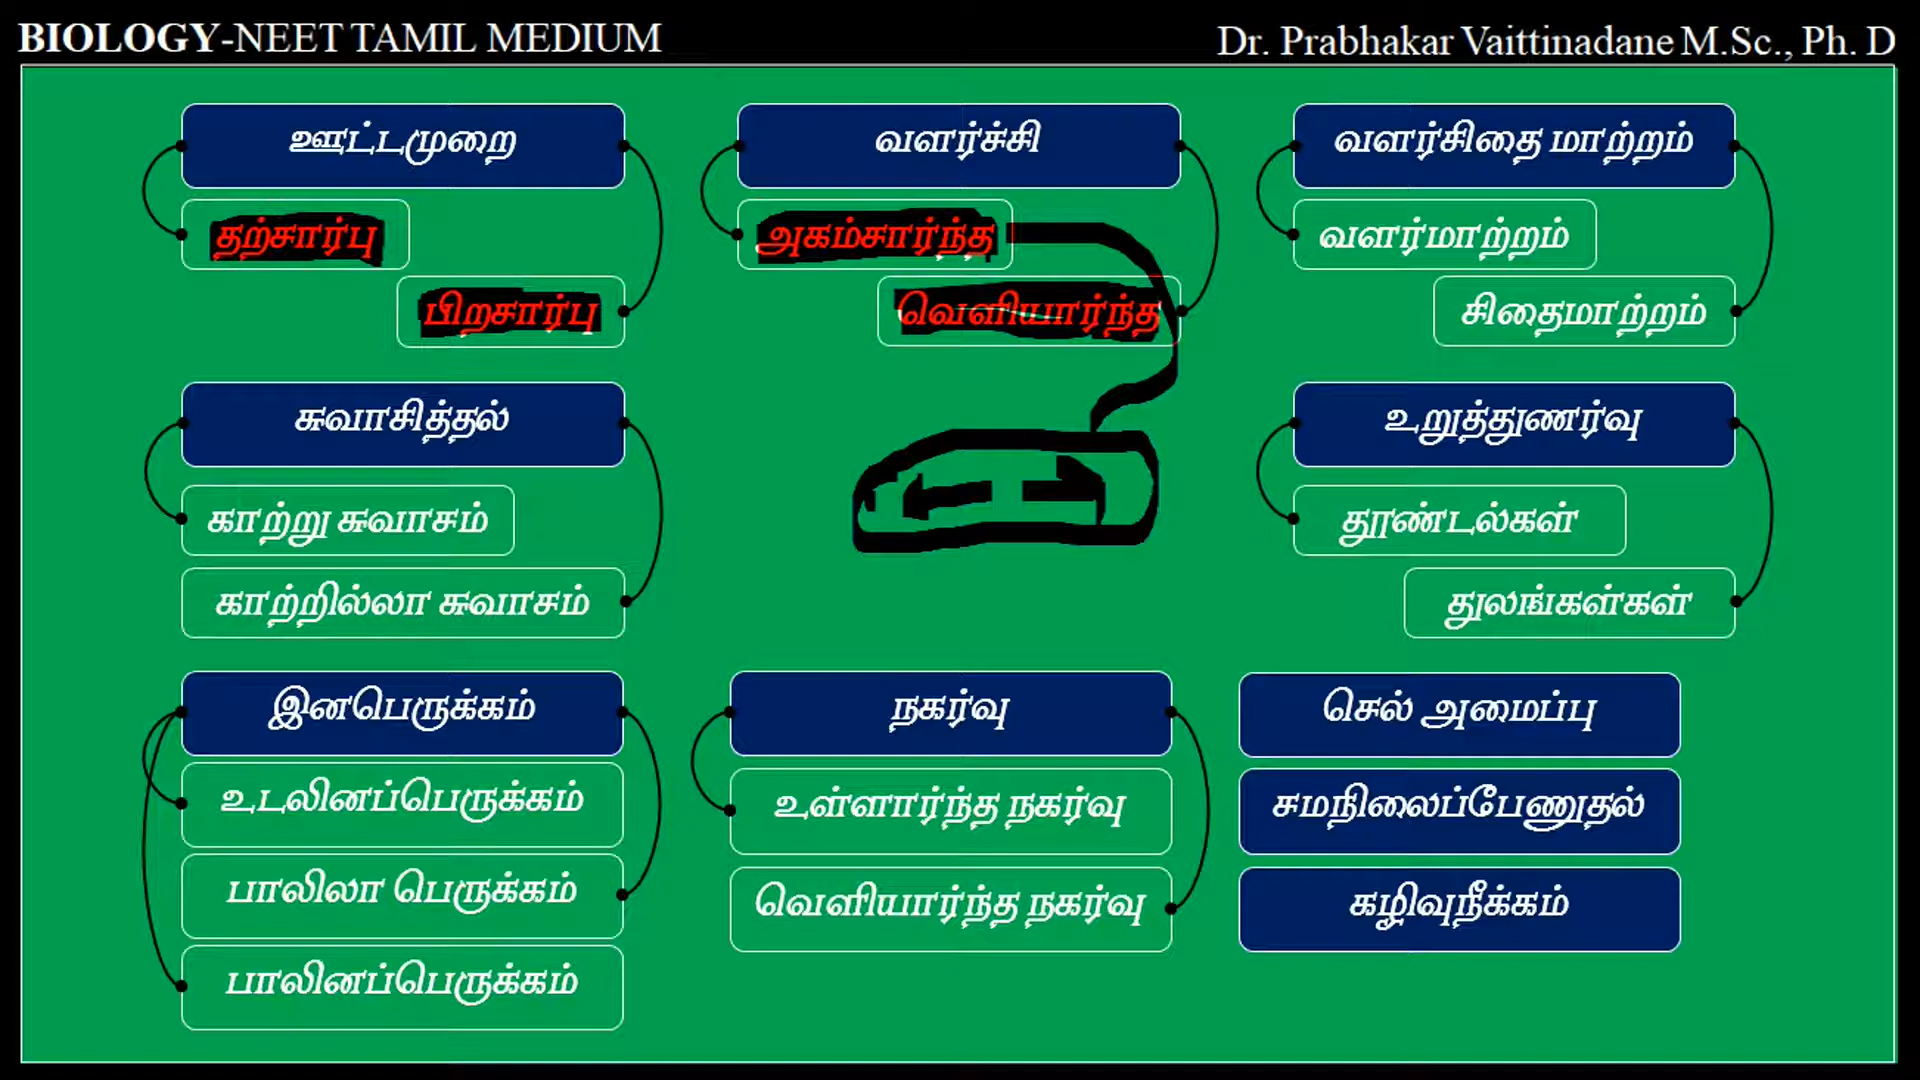 BIOLOGY-NEET TAMIL MEDIUM
Dr. Prabhakar Vaittinadane M.Sc., Ph. D
ஊட்டமுறை
தற்சார்பு
பிறசார்பு
வளர்ச்சி
அகம்சார்ந்த
வெளியார்ந்த
வளர்சிதை மாற்றம்
வளர்மாற்றம்
சிதைமாற்றம்
சுவாசித்தல்
காற்று சுவாசம்
காற்றில்லா சுவாசம்
உறுத்துணர்வு
தூண்டல்கள்
துலங்கள்கள்
இனபெருக்கம்
உடலினப்பெருக்கம்
பாலிலா பெருக்கம்
பாலினப்பெருக்கம்
நகர்வு
உள்ளார்ந்த நகர்வு
வெளியார்ந்த நகர்வு
செல் அமைப்பு
சமநிலைப்பேணுதல்
கழிவுநீக்கம்